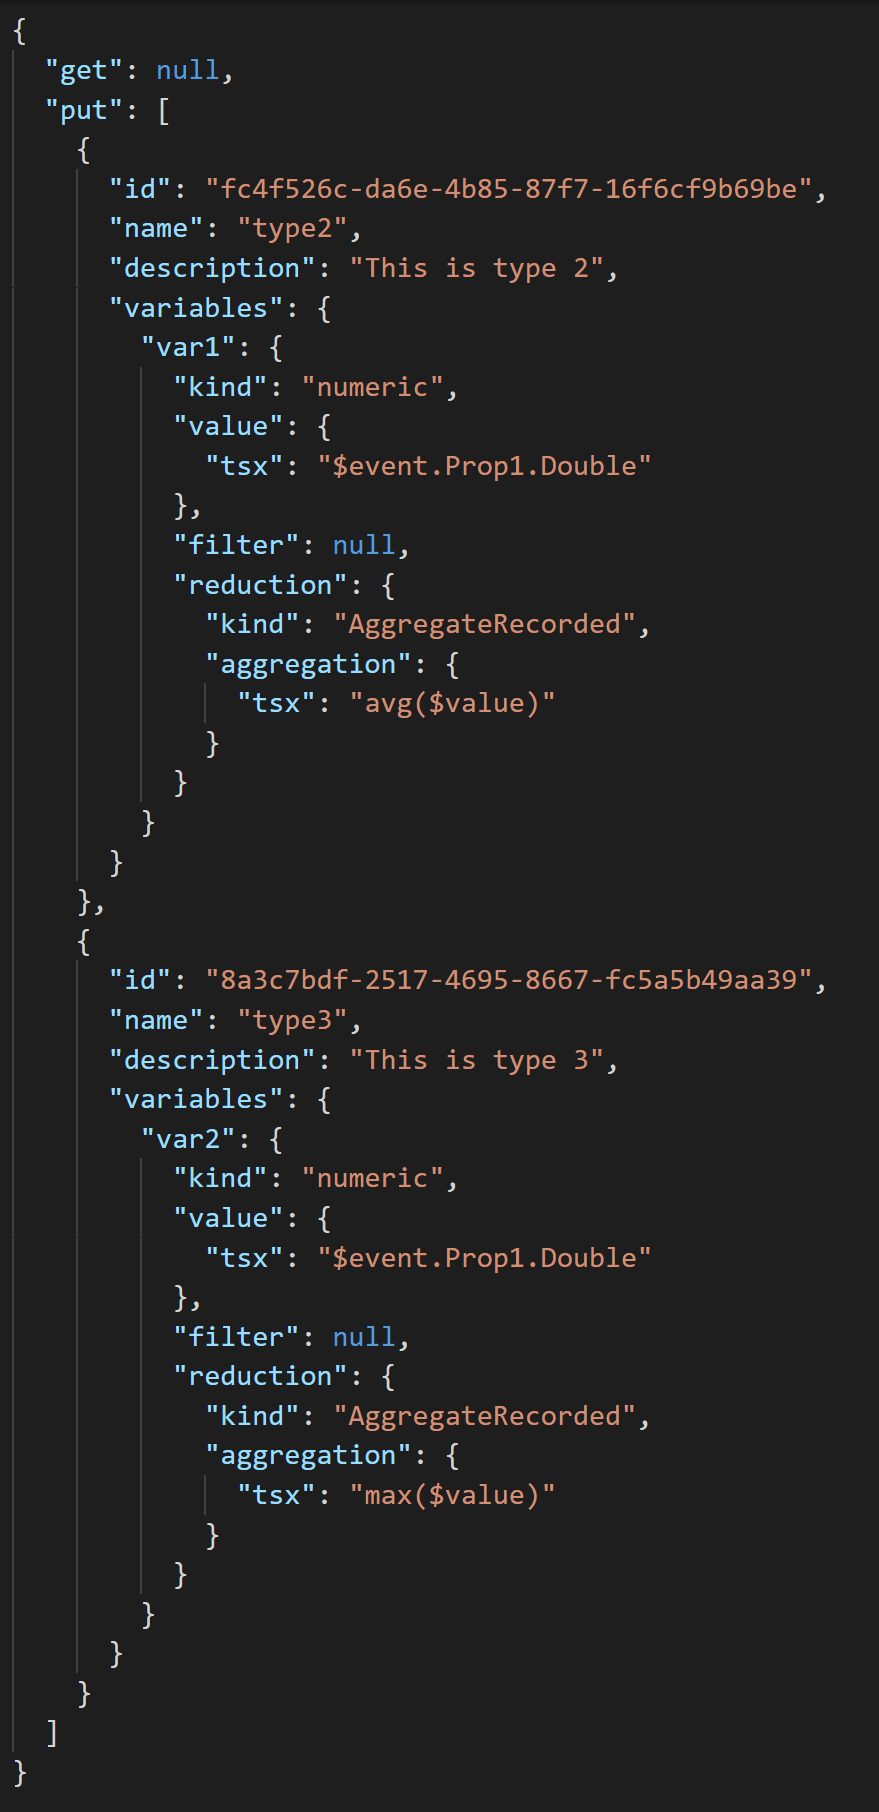 {
  "get": null,
  "put": [
    {
      "id": "fc4f526c-da6e-4b85-87f7-16f6cf9b69be",
      "name": "type2",
      "description": "This is type 2",
      "variables": {
        "var1": {
          "kind": "numeric",
          "value": {
            "tsx": "$event.Prop1.Double"
          },
          "filter": null,
          "reduction": {
            "kind": "AggregateRecorded",
            "aggregation": {
              "tsx": "avg($value)"
            }
          }
        }
      }
    },
    {
      "id": "8a3c7bdf-2517-4695-8667-fc5a5b49aa39",
      "name": "type3",
      "description": "This is type 3",
      "variables": {
        "var2": {
          "kind": "numeric",
          "value": {
            "tsx": "$event.Prop1.Double"
          },
          "filter": null,
          "reduction": {
            "kind": "AggregateRecorded",
            "aggregation": {
              "tsx": "max($value)"
            }
          }
        }
      }
    }
  ]
}